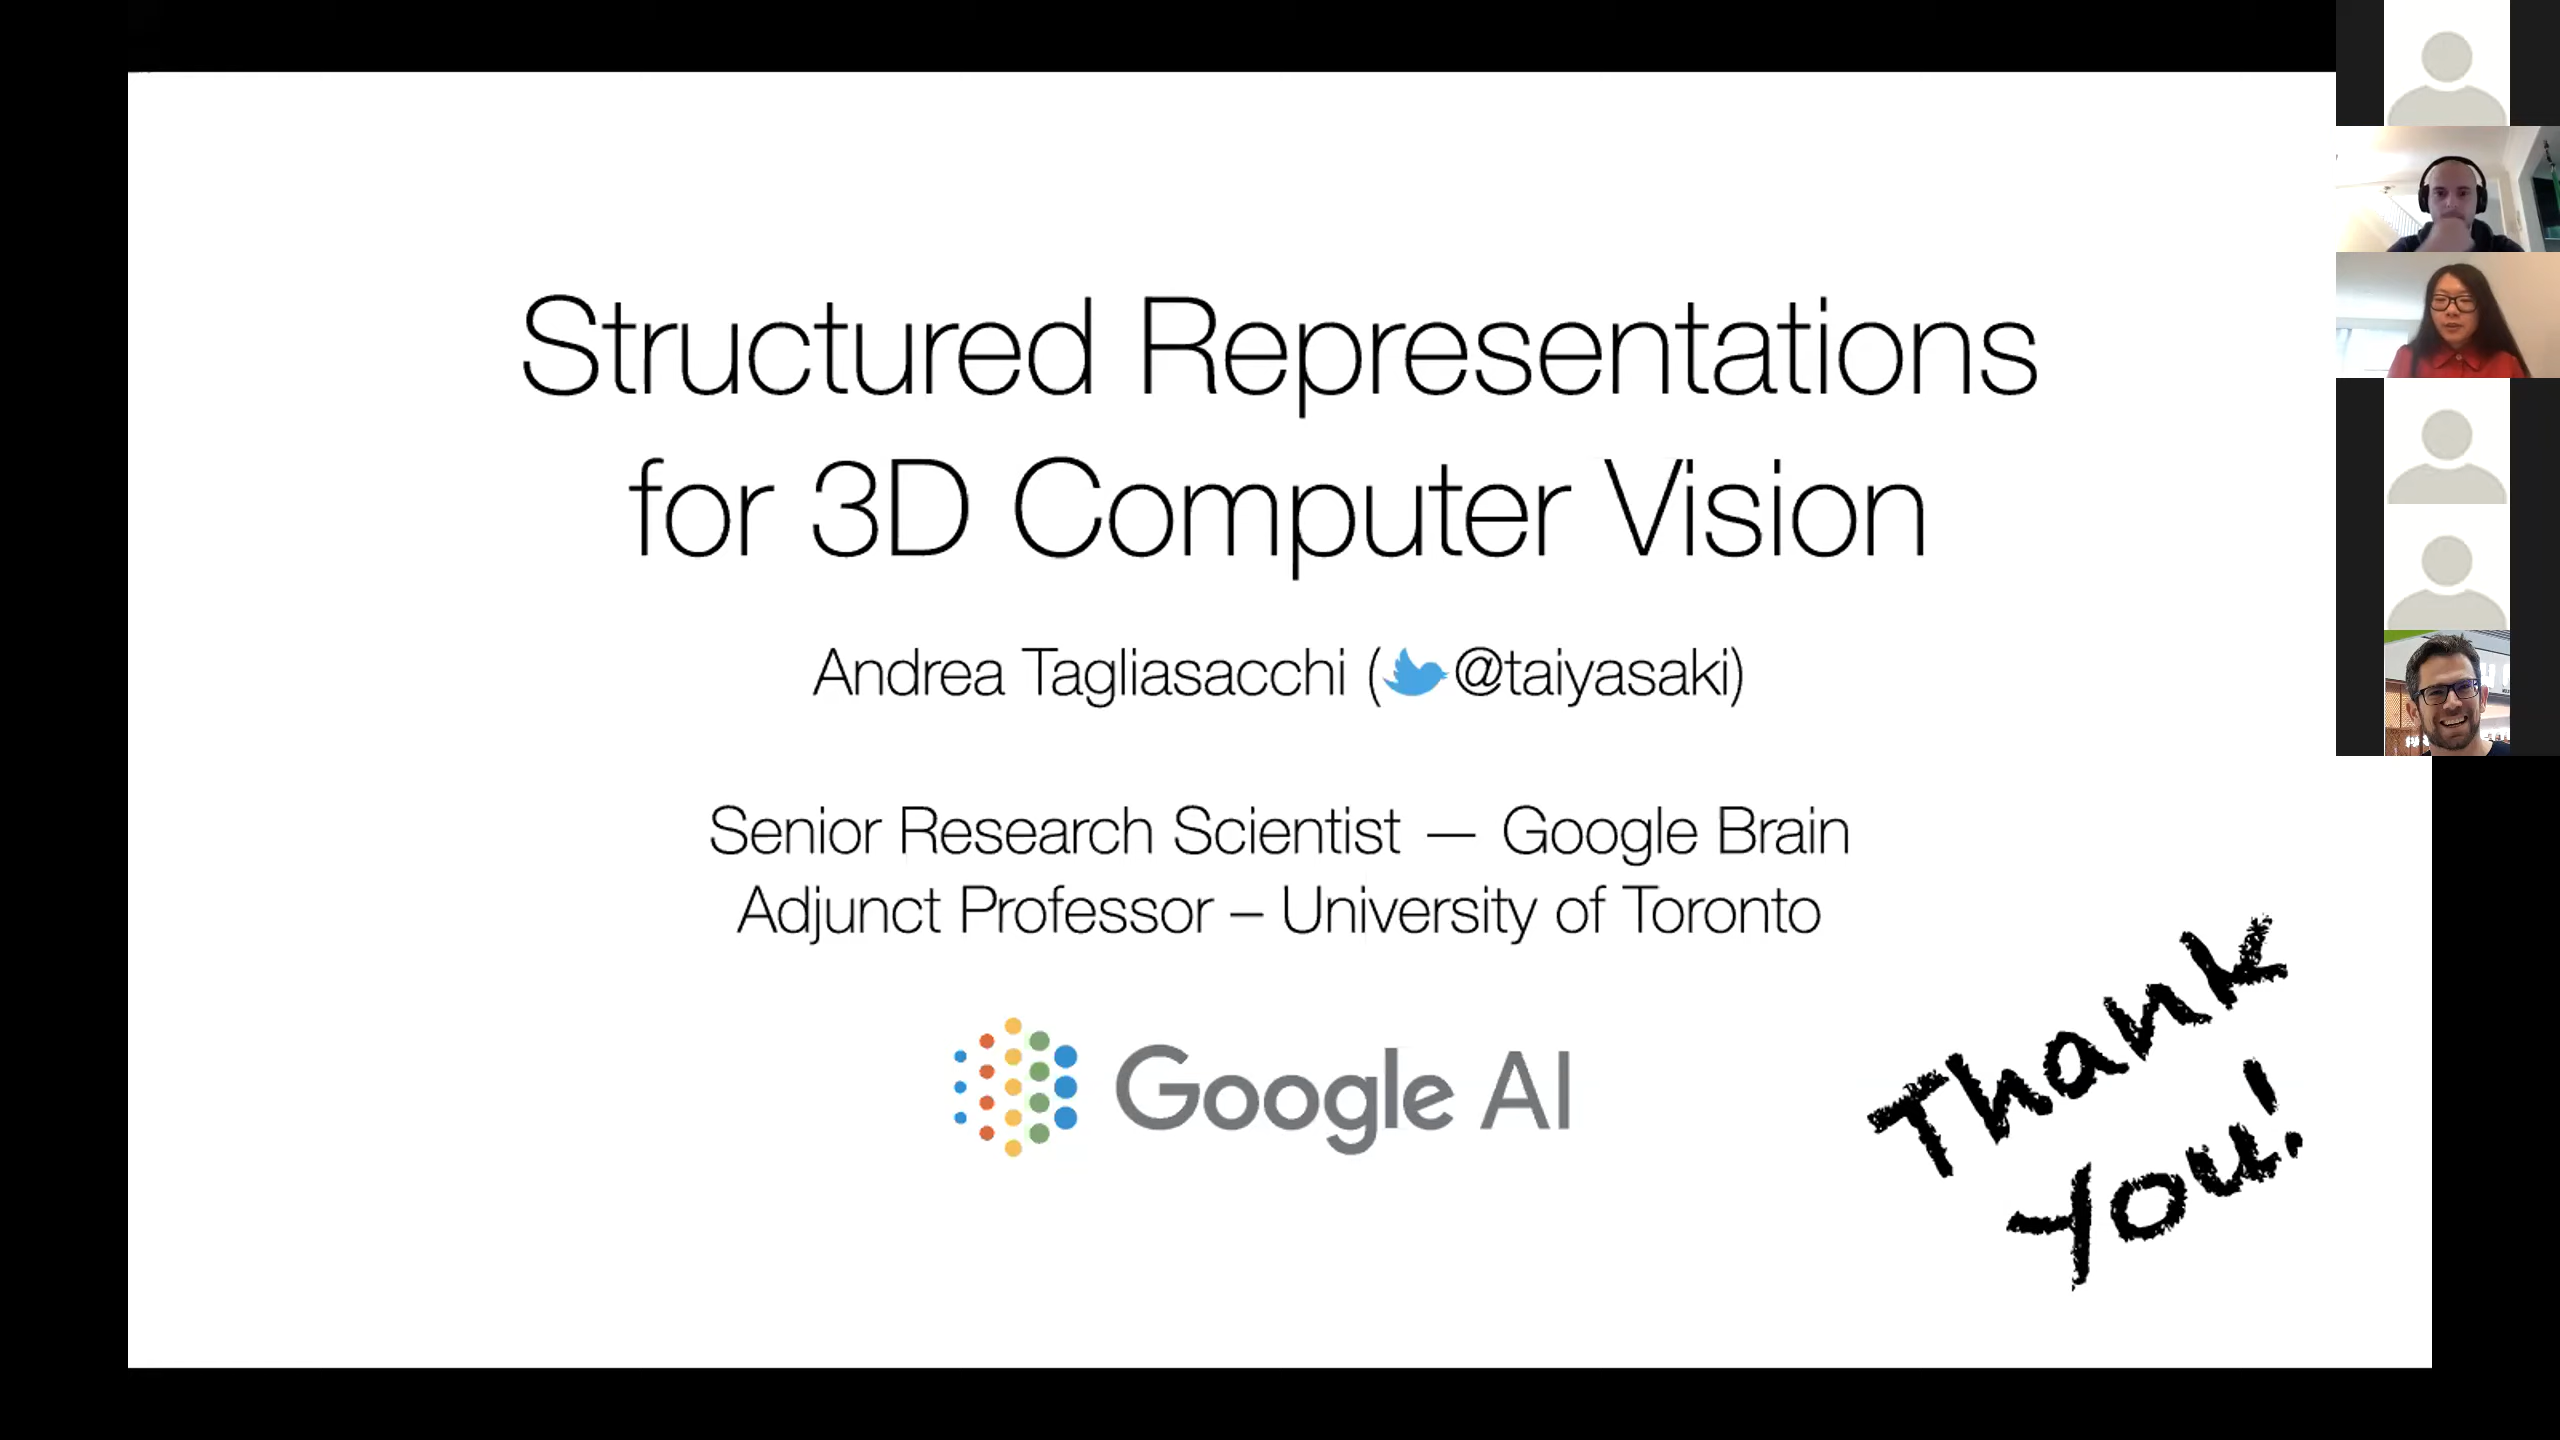 Structured Representations
for 3D Computer Vision
Andrea Tagliasacchi (@taiyasaki)
Senior Research Scientist — Google Brain
Adjunct Professor – University of Toronto
Google AI
Thank
You!